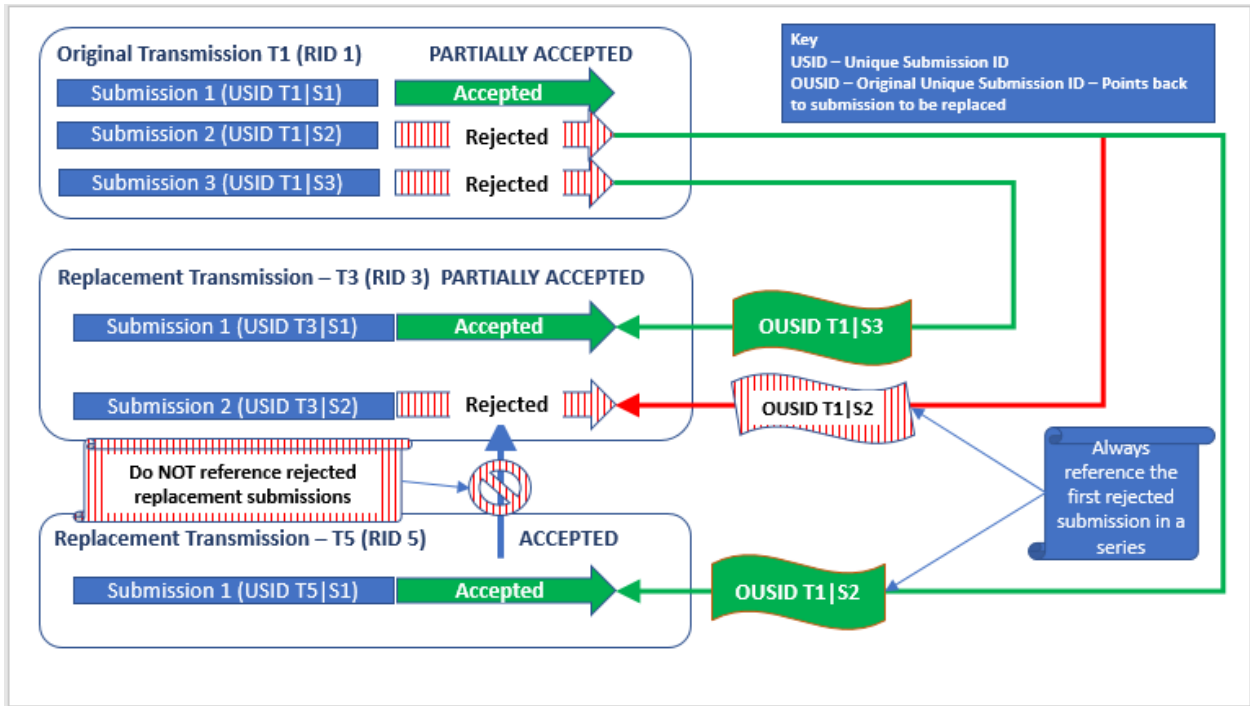 Original Transmission T1 (RID 1) PARTIALLY ACCEPTED
Submission 1 (USID T1|S1) Accepted
Submission 2 (USID T1|S2) Rejected
Submission 3 (USID T1|S3) Rejected
Key
USID – Unique Submission ID
OUSID – Original Unique Submission ID – Points back
to submission to be replaced
Replacement Transmission – T3 (RID 3) PARTIALLY ACCEPTED
Submission 1 (USID T3|S1) Accepted
OUSID T1|S3
Submission 2 (USID T3|S2) Rejected
OUSID T1|S2
Do NOT reference rejected
replacement submissions
Always
reference the
first rejected
submission in a
series
Replacement Transmission – T5 (RID 5) ACCEPTED
Submission 1 (USID T5|S1) Accepted
OUSID T1|S2